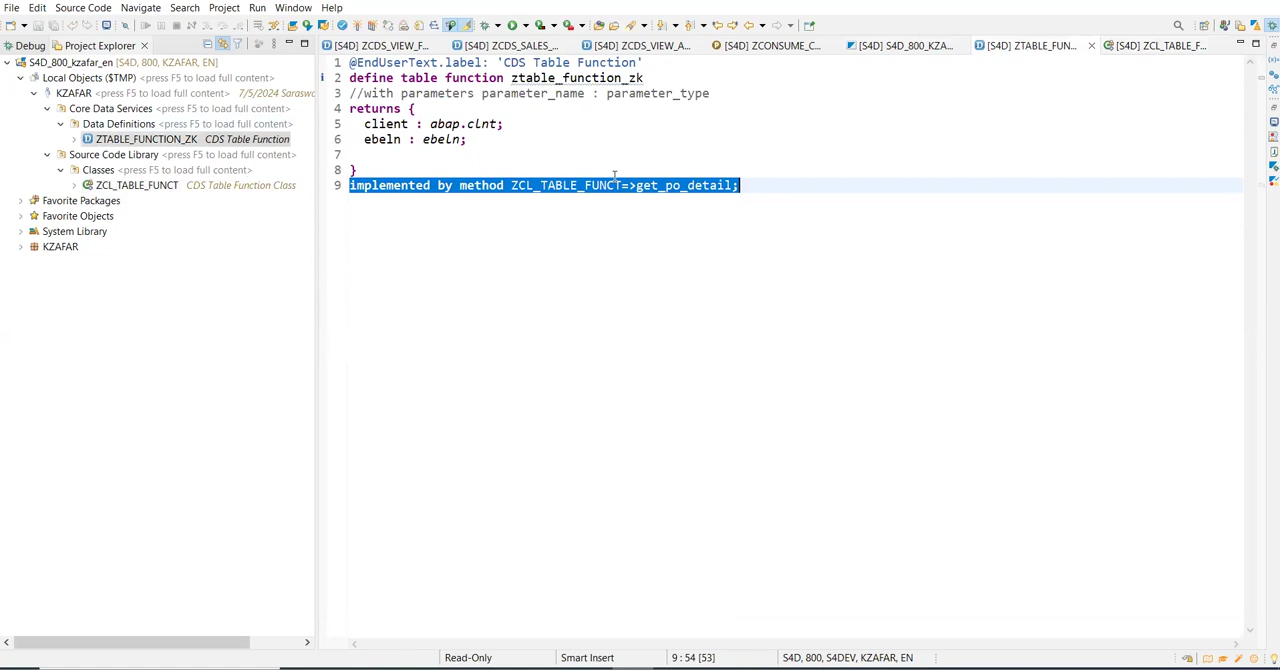 File Edit Source Code Navigate Search Project Run Window Help
Debug Project Explorer
[S4D] ZCDS_VIEW_F... [S4D] ZCDS_SALES_... [S4D] ZCDS_VIEW_A... [S4D] ZCONSUME_C... [S4D] S4D_800_KZA... [S4D] ZTABLE_FUN... [S4D] ZCL_TABLE_F...
S4D_800_kzafar_en [S4D, 800, KZAFAR, EN]
Local Objects ($TMP) <press F5 to load full content>
KZAFAR <press F5 to load full content> 7/5/2024 Saraswa
Core Data Services <press F5 to load full content>
Data Definitions <press F5 to load full content>
ZTABLE_FUNCTION_ZK CDS Table Function
Source Code Library <press F5 to load full content>
Classes <press F5 to load full content>
ZCL_TABLE_FUNCT CDS Table Function Class
Favorite Packages
Favorite Objects
System Library
KZAFAR
1 @EndUserText.label: 'CDS Table Function'
2 define table function ztable_function_zk
3 //with parameters parameter_name : parameter_type
4 returns {
5 client : abap.clnt;
6 ebeln : ebeln;
7
8 }
9 implemented by method ZCL_TABLE_FUNCT=>get_po_detail;
Read-Only Smart Insert 9 : 54 [53] S4D, 800, S4DEV, KZAFAR, EN